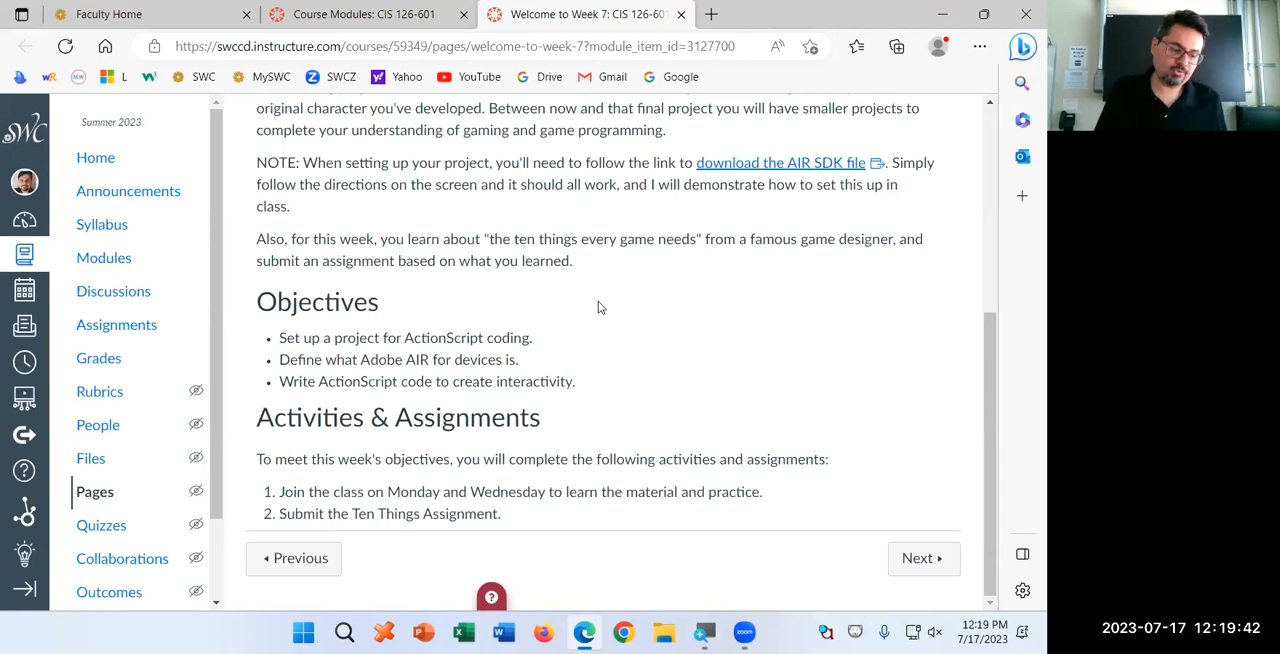 Faculty Home
Course Modules: CIS 126-601
Welcome to Week 7: CIS 126-601
https://swccd.instructure.com/courses/59349/pages/welcome-to-week-7?module_item_id=3127700
L
SWC
MySWC
SWCZ
Yahoo
YouTube
Drive
Gmail
Google
SWC
Summer 2023
Home
Announcements
Syllabus
Modules
Discussions
Assignments
Grades
Rubrics
People
Files
Pages
Quizzes
Collaborations
Outcomes
original character you've developed. Between now and that final project you will have smaller projects to
complete your understanding of gaming and game programming.
NOTE: When setting up your project, you'll need to follow the link to download the AIR SDK file. Simply
follow the directions on the screen and it should all work, and I will demonstrate how to set this up in
class.
Also, for this week, you learn about "the ten things every game needs" from a famous game designer, and
submit an assignment based on what you learned.
Objectives
• Set up a project for ActionScript coding.
• Define what Adobe AIR for devices is.
• Write ActionScript code to create interactivity.
Activities & Assignments
To meet this week's objectives, you will complete the following activities and assignments:
1. Join the class on Monday and Wednesday to learn the material and practice.
2. Submit the Ten Things Assignment.
Previous
Next
12:19 PM
7/17/2023
2023-07-17 12:19:42